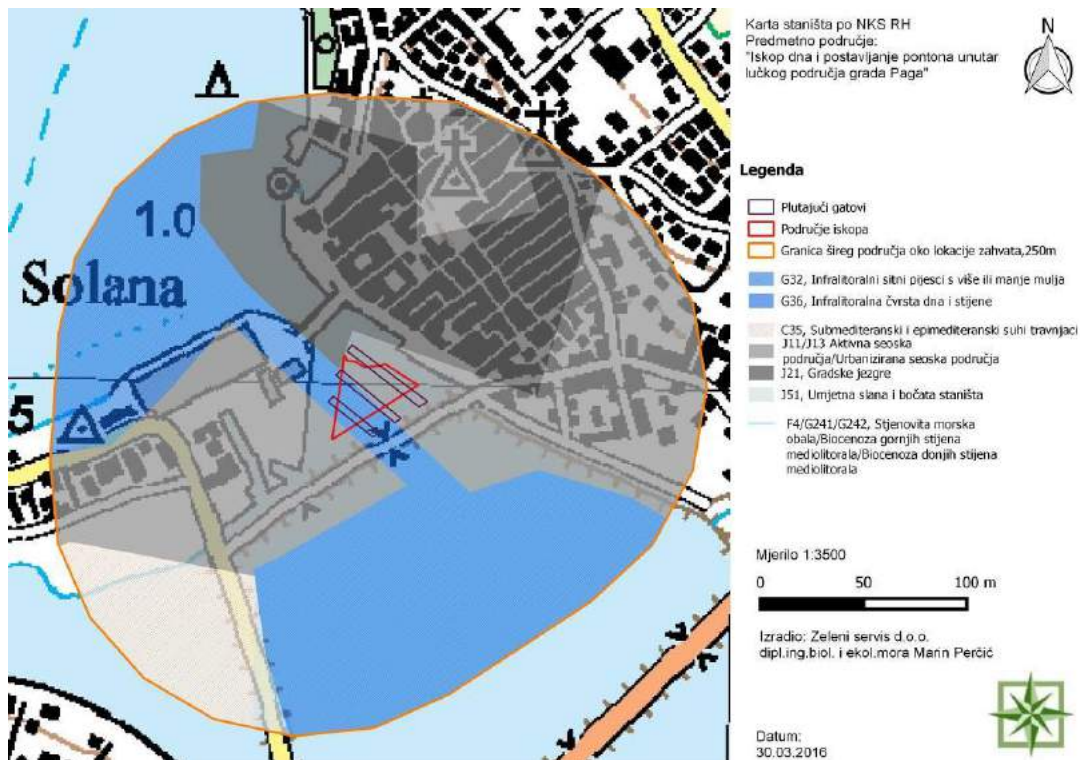 Karta staništa po NKS RH
Predmetno područje:
"Iskop dna i postavljanje pontona unutar
lučkog područja grada Paga"
N
Legenda
Plutajući gatovi
Područje iskopa
Granica šireg područja oko lokacije zahvata,250m
G32, Infralitoralni sitni pijesci s više ili manje mulja
G36, Infralitoralna čvrsta dna i stijene
C35, Submediteranski i epimediteranski suhi travnjaci
J11/J13 Aktivna seoska
područja/Urbanizirana seoska područja
J21, Gradske jezgre
J51, Umjetna slana i bočata staništa
F4/G241/G242, Stjenovita morska
obala/Biocenoza gornjih stijena
mediolitorala/Biocenoza donjih stijena
mediolitorala
Mjerilo 1:3500
0 50 100 m
Izradio: Zeleni servis d.o.o.
dipl.ing.biol. i ekol.mora Marin Perčić
Datum:
30.03.2016
1.0
Solana
5